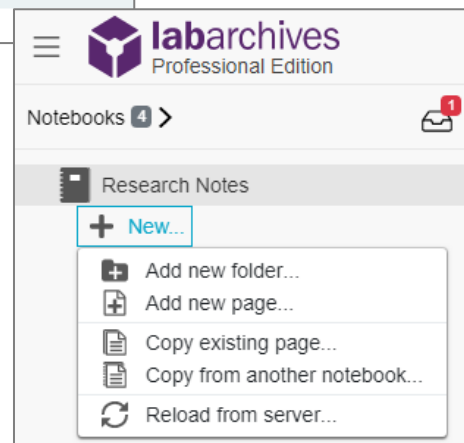 labarchives
Professional Edition
Notebooks 4
1
Research Notes
New...
Add new folder...
Add new page...
Copy existing page...
Copy from another notebook...
Reload from server...